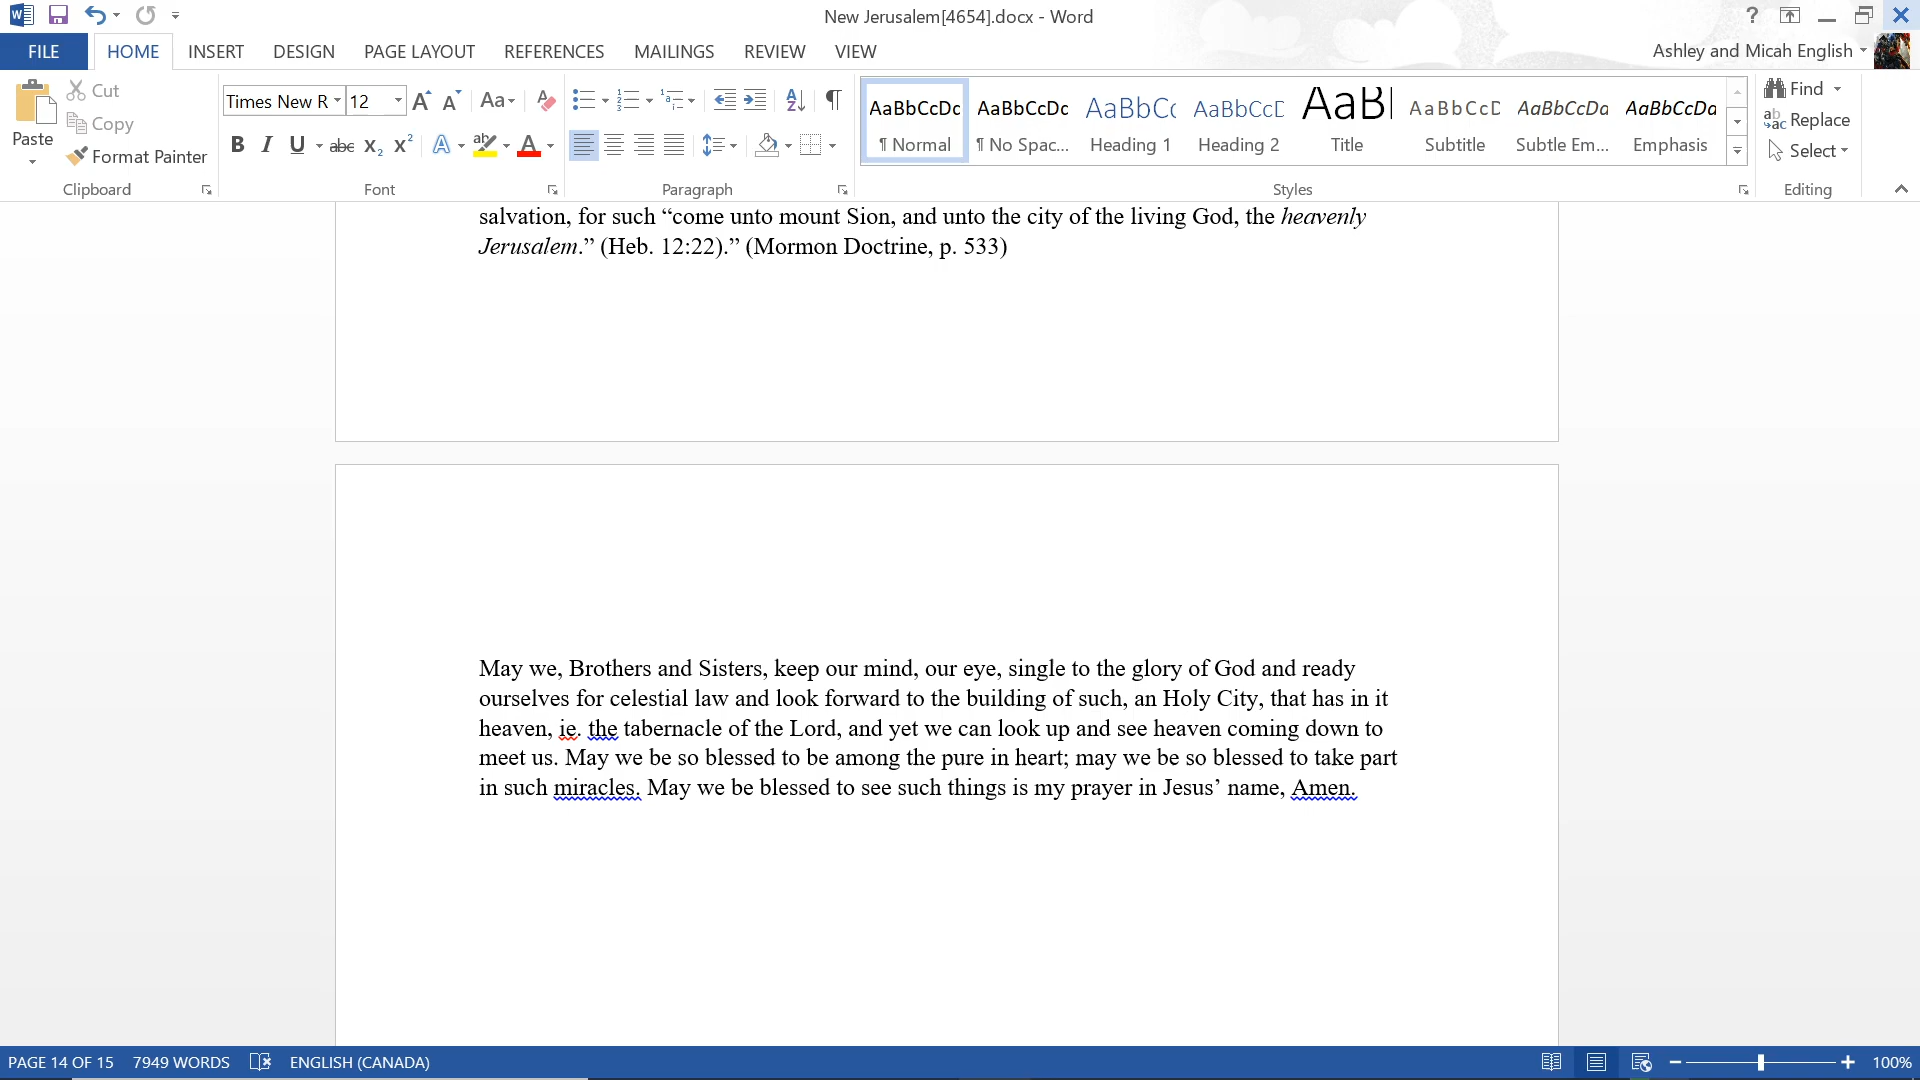 New Jerusalem[4654].docx - Word
?
FILE HOME INSERT DESIGN PAGE LAYOUT REFERENCES MAILINGS REVIEW VIEW
Ashley and Micah English
Paste
Cut
Copy
Format Painter
Clipboard
Times New R 12
Aa
B I U abc X₂ X² A ab A
Font
Paragraph
AaBbCcDc AaBbCcDc AaBbCc AaBbCcD AaBl AaBbCcD AaBbCcDa AaBbCcDa
¶ Normal ¶ No Spac... Heading 1 Heading 2 Title Subtitle Subtle Em... Emphasis
Styles
Find
Replace
Select
Editing
salvation, for such “come unto mount Sion, and unto the city of the living God, the heavenly
Jerusalem.” (Heb. 12:22).” (Mormon Doctrine, p. 533)
May we, Brothers and Sisters, keep our mind, our eye, single to the glory of God and ready
ourselves for celestial law and look forward to the building of such, an Holy City, that has in it
heaven, ie. the tabernacle of the Lord, and yet we can look up and see heaven coming down to
meet us. May we be so blessed to be among the pure in heart; may we be so blessed to take part
in such miracles. May we be blessed to see such things is my prayer in Jesus’ name, Amen.
PAGE 14 OF 15 7949 WORDS ENGLISH (CANADA)
100%